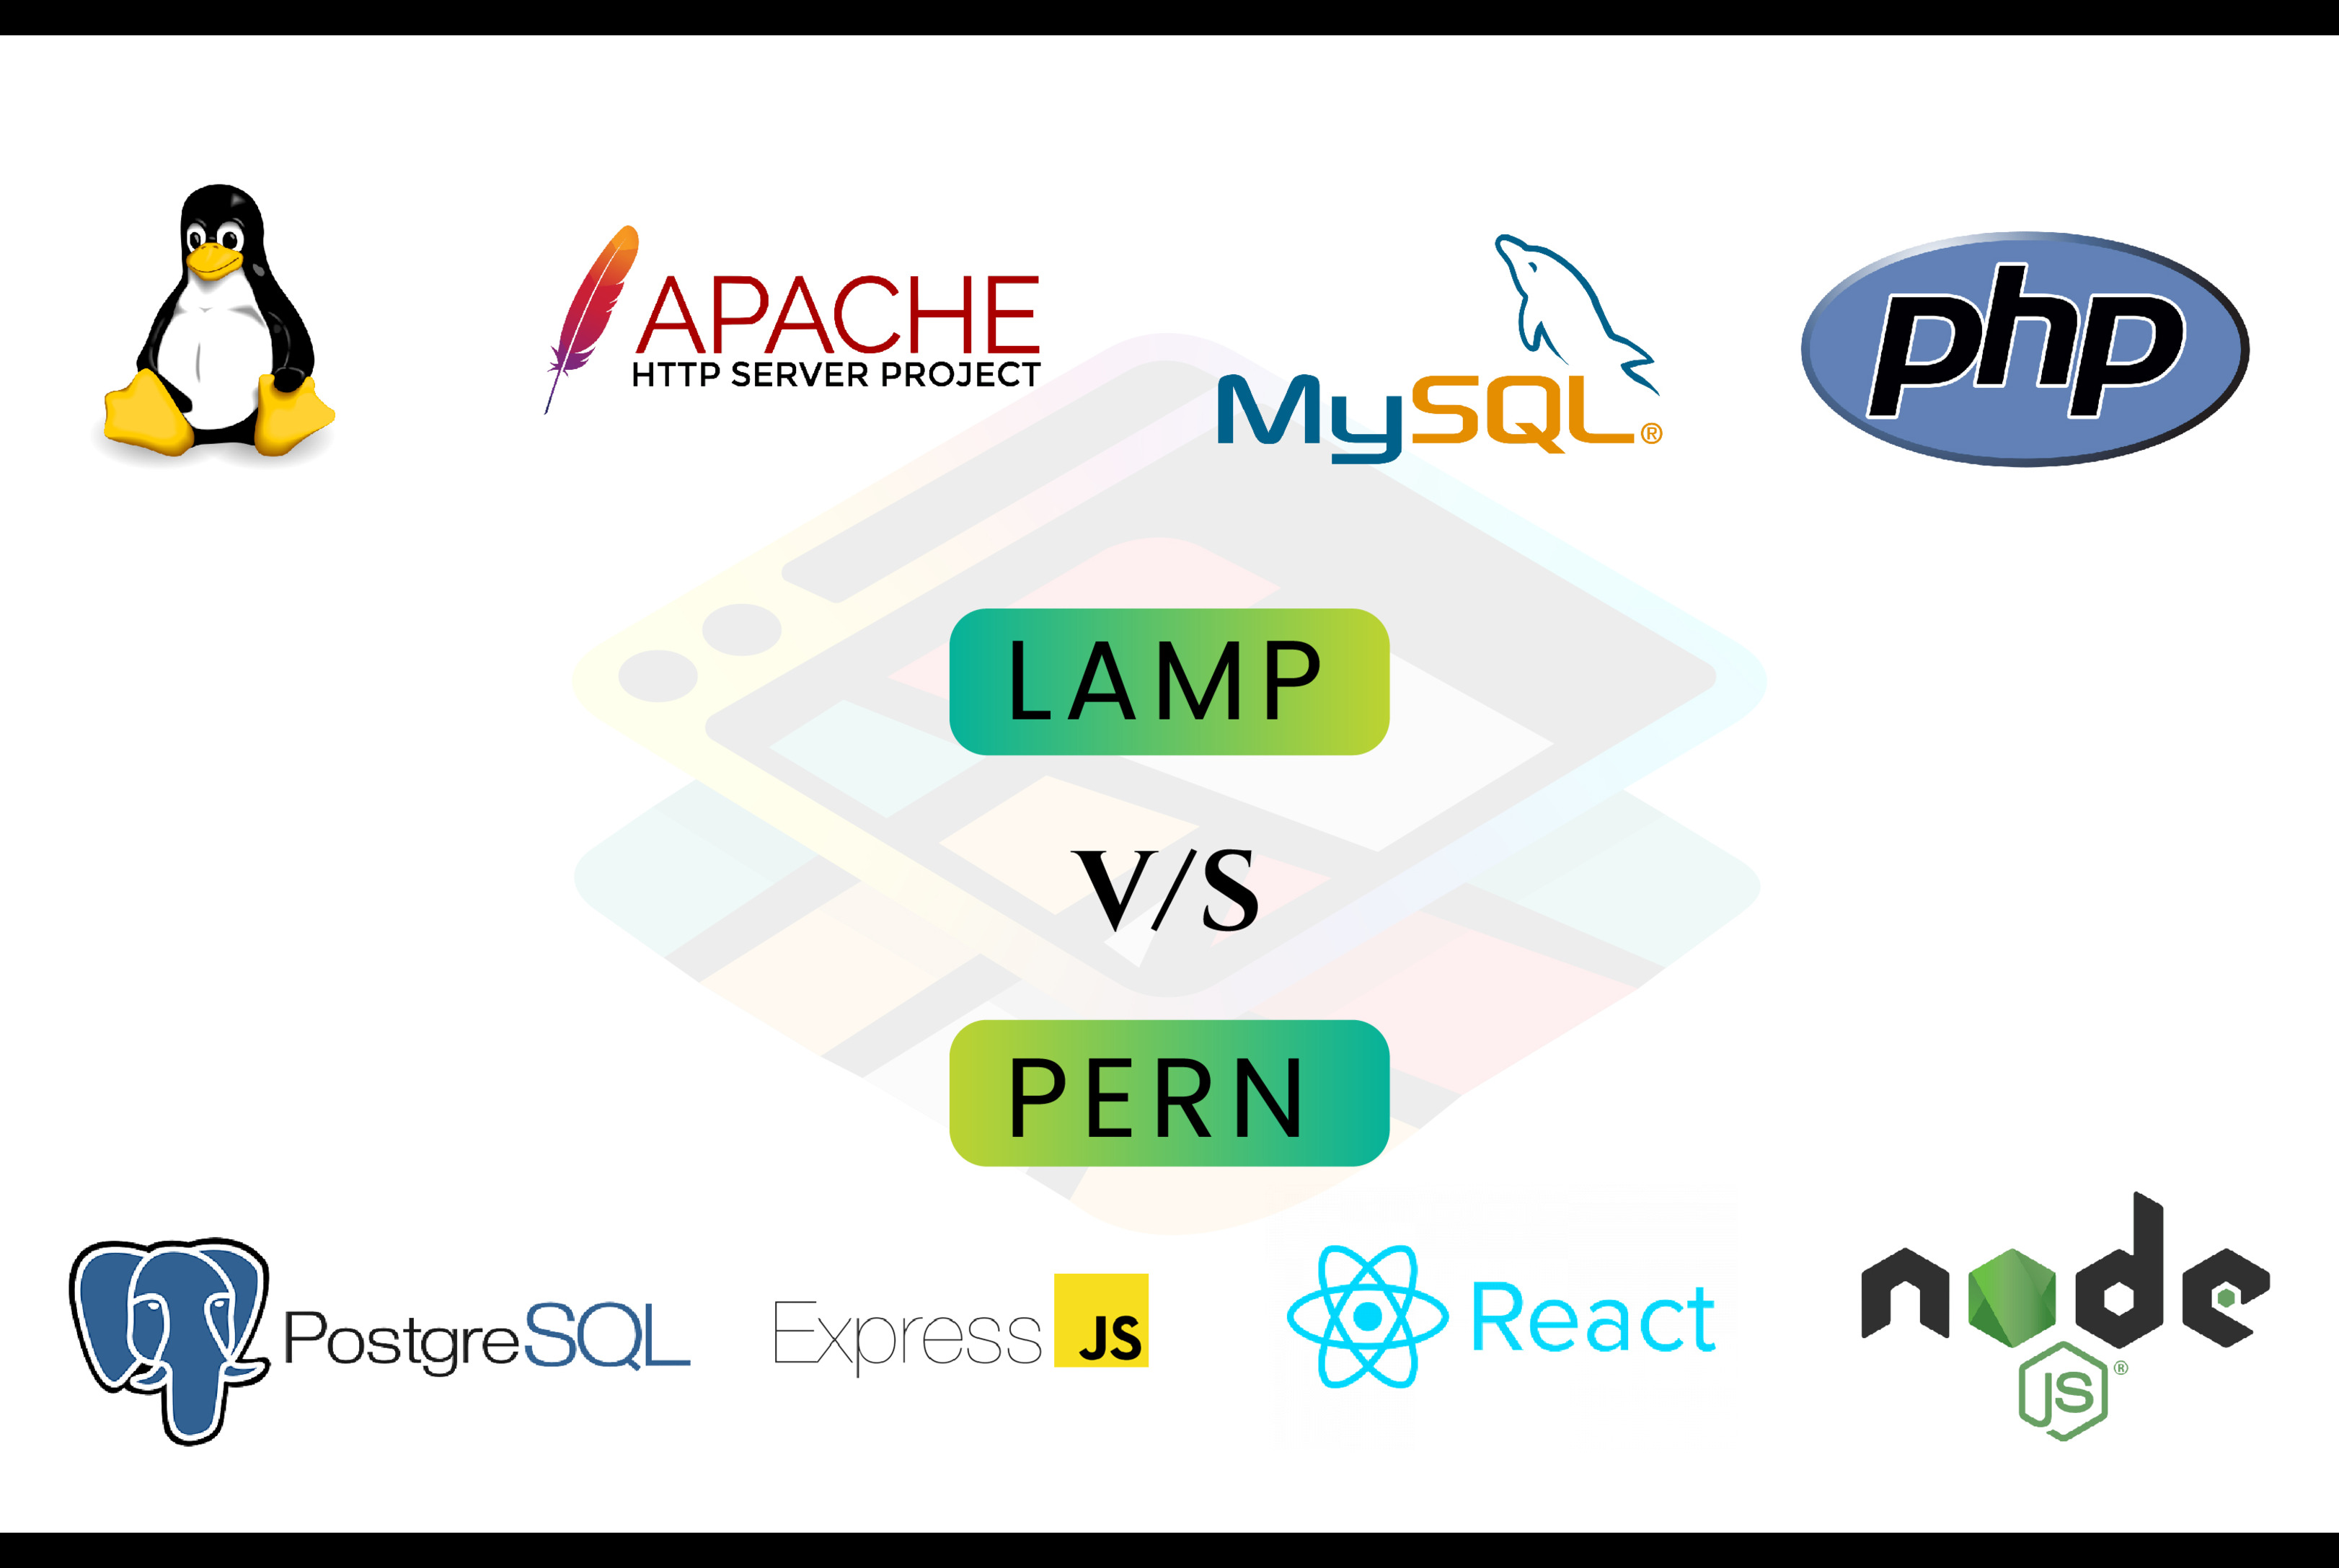 APACHE
HTTP SERVER PROJECT
MySQL®
php
LAMP
V/S
PERN
PostgreSQL
Express JS
React
node
JS®